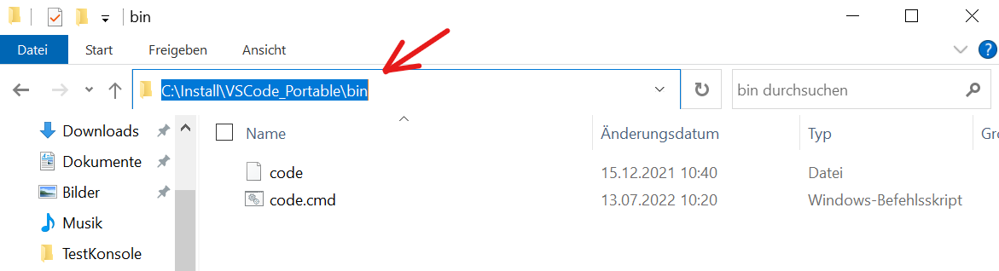 bin
Datei Start Freigeben Ansicht
C:\Install\VSCode_Portable\bin bin durchsuchen
Downloads Name Änderungsdatum Typ Gr
Dokumente code 15.12.2021 10:40 Datei
Bilder code.cmd 13.07.2022 10:20 Windows-Befehlsskript
Musik
TestKonsole